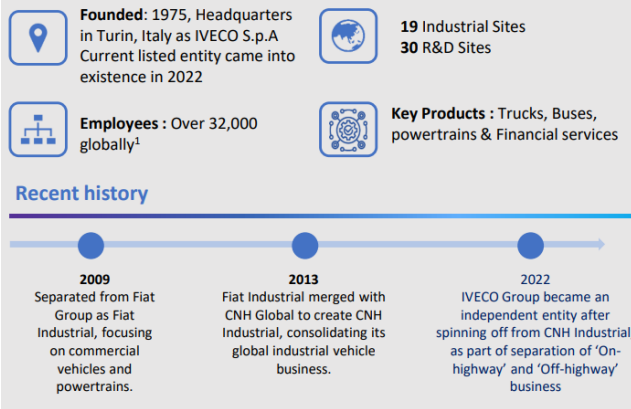 Founded: 1975, Headquarters
in Turin, Italy as IVECO S.p.A
Current listed entity came into
existence in 2022
19 Industrial Sites
30 R&D Sites
Employees : Over 32,000
globally¹
Key Products : Trucks, Buses,
powertrains & Financial services
Recent history
2009
Separated from Fiat
Group as Fiat
Industrial, focusing
on commercial
vehicles and
powertrains.
2013
Fiat Industrial merged with
CNH Global to create CNH
Industrial, consolidating its
global industrial vehicle
business.
2022
IVECO Group became an
independent entity after
spinning off from CNH Industrial
as part of separation of ‘On-
highway’ and ‘Off-highway’
business